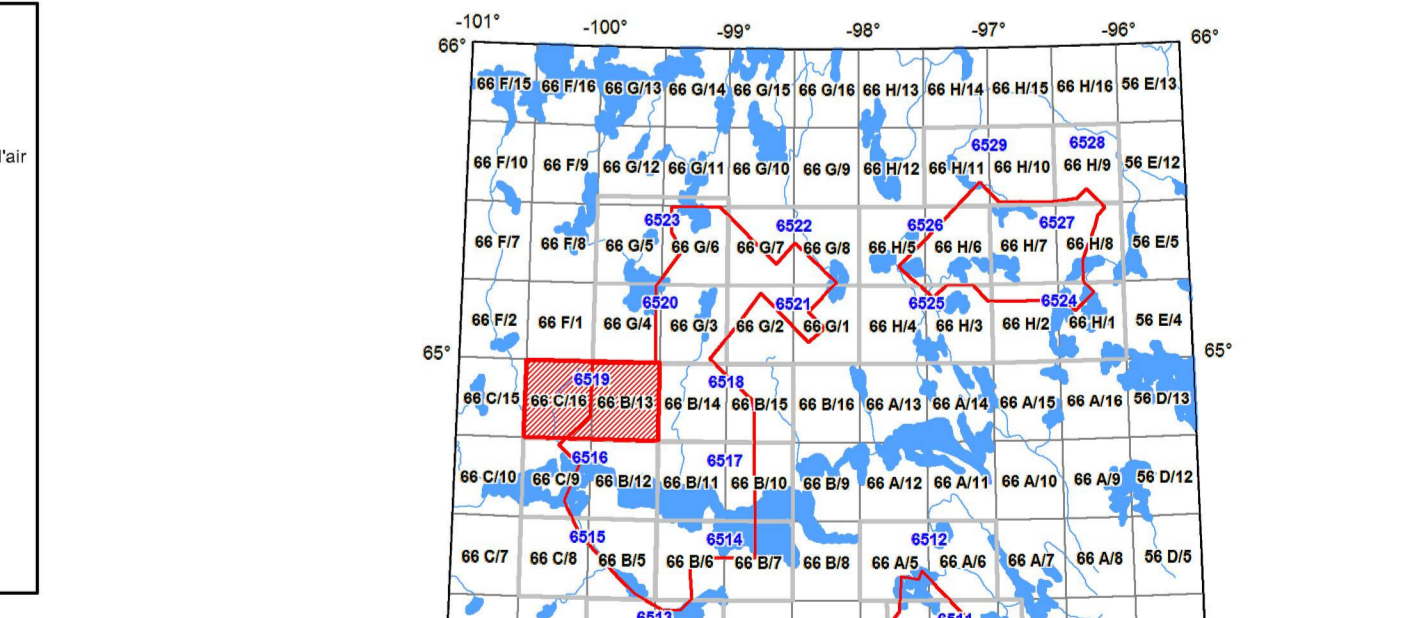 -101° -100° -99° -98° -97° -96°
66° 66°
66 F/15 66 F/16 66 G/13 66 G/14 66 G/15 66 G/16 66 H/13 66 H/14 66 H/15 66 H/16 56 E/13
6529 6528
l'air
66 F/10 66 F/9 66 G/12 66 G/11 66 G/10 66 G/9 66 H/12 66 H/11 66 H/10 66 H/9 56 E/12
6523 6522 6526 6527
66 F/7 66 F/8 66 G/5 66 G/6 66 G/7 66 G/8 66 H/5 66 H/6 66 H/7 66 H/8 56 E/5
6520 6521 6525 6524
66 F/2 66 F/1 66 G/4 66 G/3 66 G/2 66 G/1 66 H/4 66 H/3 66 H/2 66 H/1 56 E/4
65° 65°
6519 6518
66 C/15 66 C/16 66 B/13 66 B/14 66 B/15 66 B/16 66 A/13 66 A/14 66 A/15 66 A/16 56 D/13
6516 6517
66 C/10 66 C/9 66 B/12 66 B/11 66 B/10 66 B/9 66 A/12 66 A/11 66 A/10 66 A/9 56 D/12
6515 6514 6512
66 C/7 66 C/8 66 B/5 66 B/6 66 B/7 66 B/8 66 A/5 66 A/6 66 A/7 66 A/8 56 D/5
6513 6511